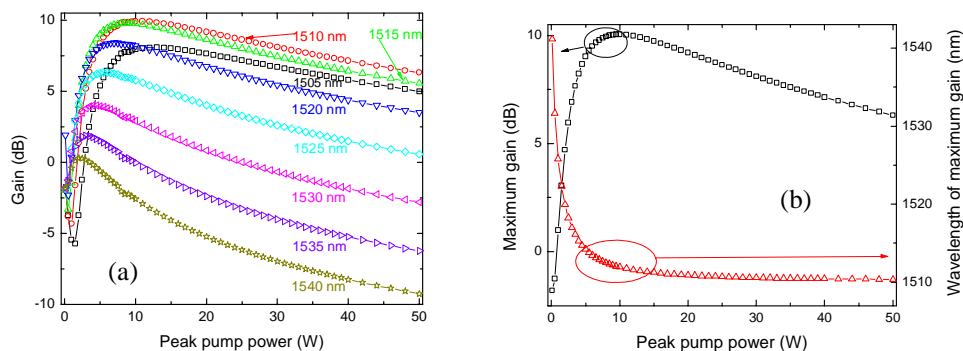 10
5
0
-5
-10
0
10
20
30
40
50
Gain (dB)
Peak pump power (W)
1510 nm
1515 nm
1505 nm
1520 nm
1525 nm
1530 nm
1535 nm
1540 nm
(a)
10
5
0
0
10
20
30
40
50
Maximum gain (dB)
Peak pump power (W)
1540
1530
1520
1510
Wavelength of maximum gain (nm)
(b)